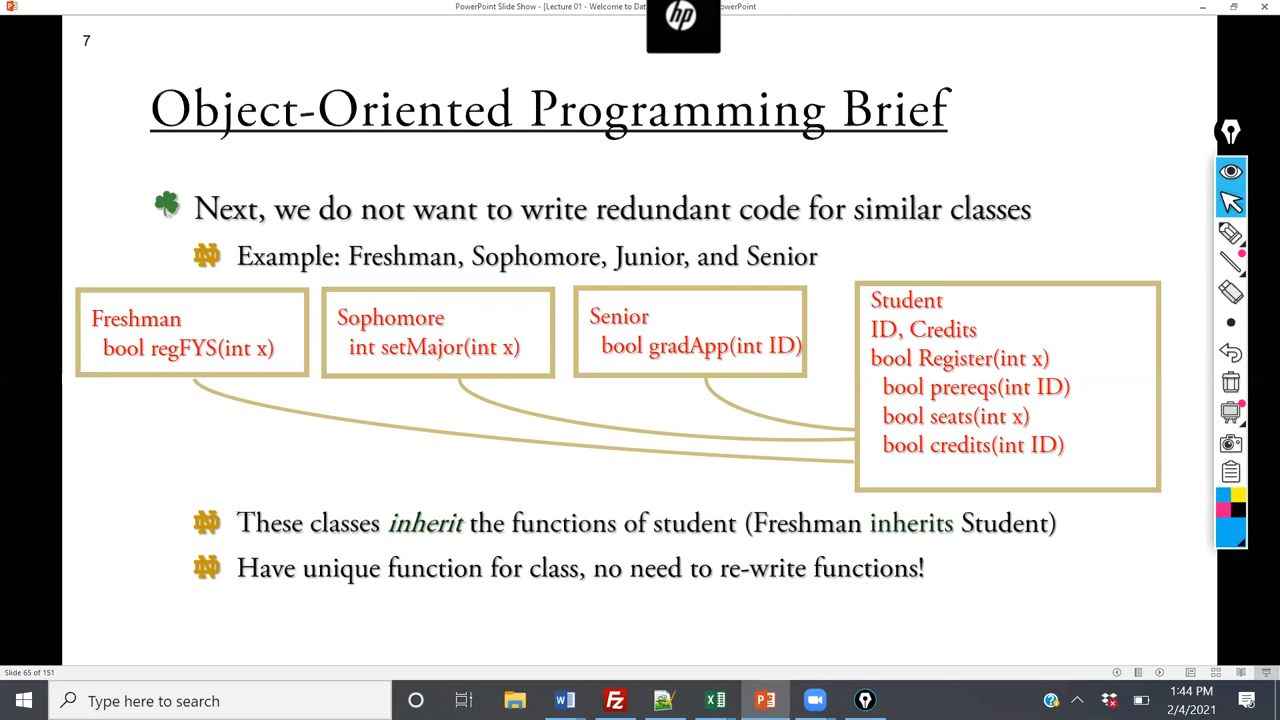 PowerPoint Slide Show - [Lecture 01 - Welcome to Dat
owerPoint
hp
7
Object-Oriented Programming Brief
Next, we do not want to write redundant code for similar classes
Example: Freshman, Sophomore, Junior, and Senior
Freshman
bool regFYS(int x)
Sophomore
int setMajor(int x)
Senior
bool gradApp(int ID)
Student
ID, Credits
bool Register(int x)
bool prereqs(int ID)
bool seats(int x)
bool credits(int ID)
These classes inherit the functions of student (Freshman inherits Student)
Have unique function for class, no need to re-write functions!
Slide 65 of 151
Type here to search
1:44 PM
2/4/2021